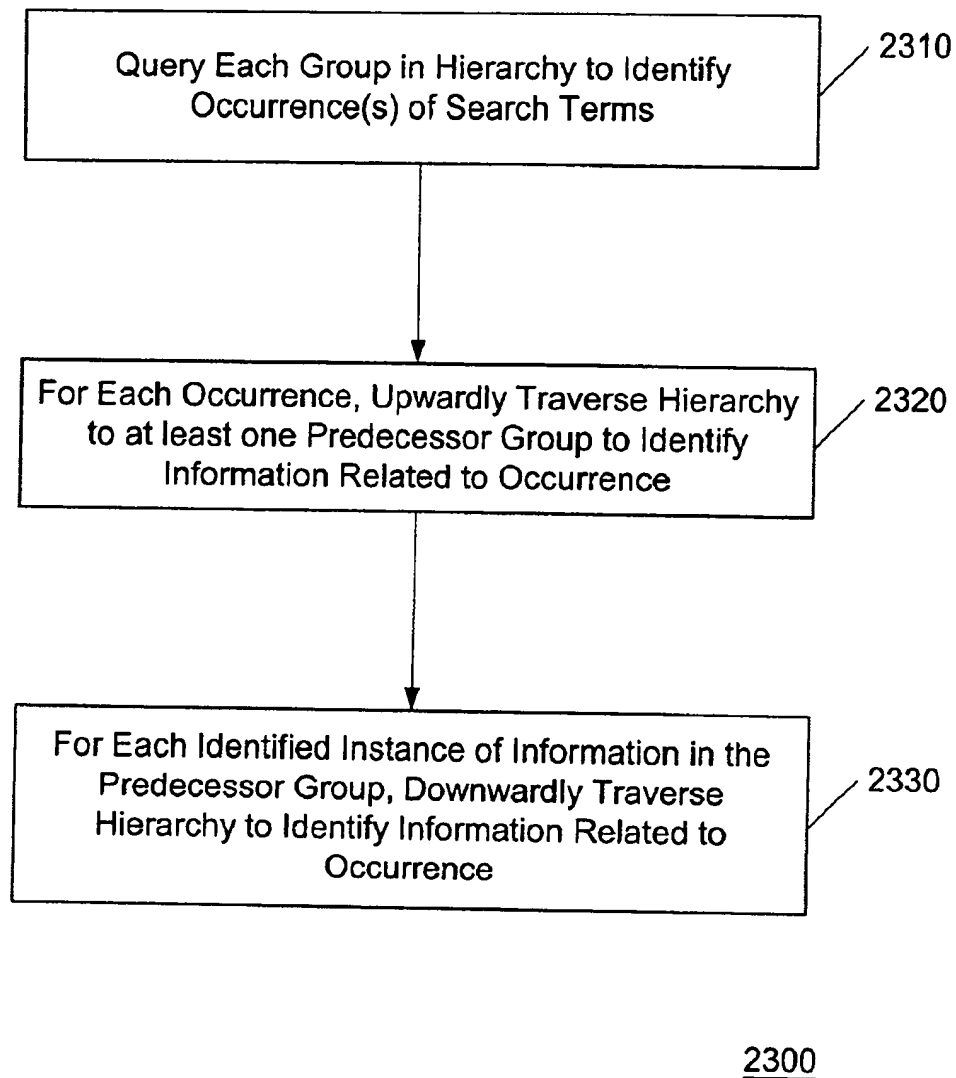 Query Each Group in Hierarchy to Identify
Occurrence(s) of Search Terms
2310
For Each Occurrence, Upwardly Traverse Hierarchy
to at least one Predecessor Group to Identify
Information Related to Occurrence
2320
For Each Identified Instance of Information in the
Predecessor Group, Downwardly Traverse
Hierarchy to Identify Information Related to
Occurrence
2330
2300